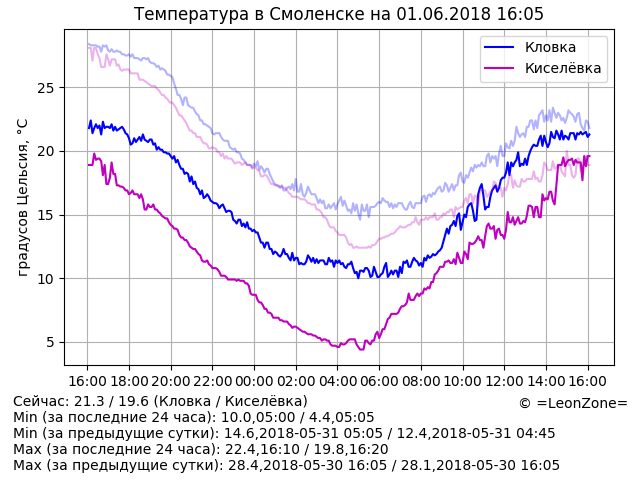 Температура в Смоленске на 01.06.2018 16:05
Кловка
Киселёвка
градусов Цельсия, °C
25
20
15
10
5
16:00 18:00 20:00 22:00 00:00 02:00 04:00 06:00 08:00 10:00 12:00 14:00 16:00
Сейчас: 21.3 / 19.6 (Кловка / Киселёвка)
© =LeonZone=
Min (за последние 24 часа): 10.0,05:00 / 4.4,05:05
Min (за предыдущие сутки): 14.6,2018-05-31 05:05 / 12.4,2018-05-31 04:45
Max (за последние 24 часа): 22.4,16:10 / 19.8,16:20
Max (за предыдущие сутки): 28.4,2018-05-30 16:05 / 28.1,2018-05-30 16:05